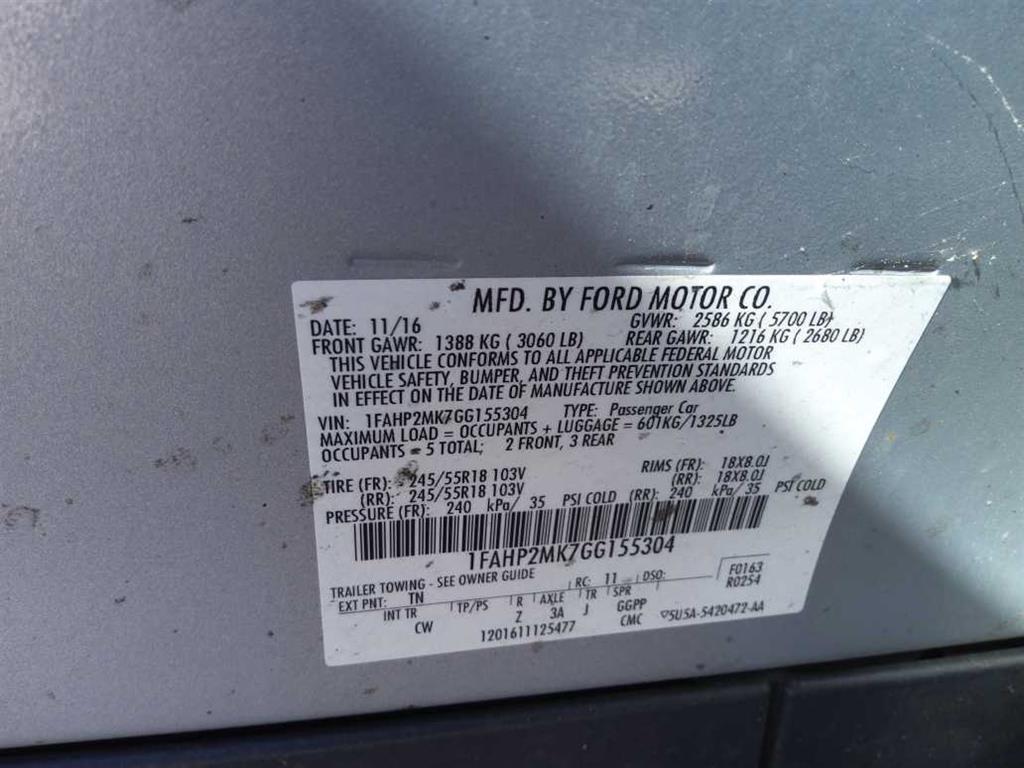 MFD. BY FORD MOTOR CO.
DATE: 11/16 GVWR: 2586 KG ( 5700 LB)
FRONT GAWR: 1388 KG ( 3060 LB) REAR GAWR: 1216 KG ( 2680 LB)
THIS VEHICLE CONFORMS TO ALL APPLICABLE FEDERAL MOTOR
VEHICLE SAFETY, BUMPER, AND THEFT PREVENTION STANDARDS
IN EFFECT ON THE DATE OF MANUFACTURE SHOWN ABOVE.
VIN: 1FAHP2MK7GG155304 TYPE: Passenger Car
MAXIMUM LOAD = OCCUPANTS + LUGGAGE = 601KG/1325LB
OCCUPANTS = 5 TOTAL; 2 FRONT, 3 REAR
TIRE (FR): 245/55R18 103V RIMS (FR): 18X8.0J
(RR): 245/55R18 103V (RR): 18X8.0J
PRESSURE (FR): 240 kPa/ 35 PSI COLD (RR): 240 kPa/ 35 PSI COLD
1FAHP2MK7GG155304
TRAILER TOWING - SEE OWNER GUIDE
EXT PNT: TN RC: 11 DSO: F0163
R0254
INT TR TP/PS R AXLE TR SPR
CW Z 3A J GGPP
CMC
1201611125477 5U5A-5420472-AA